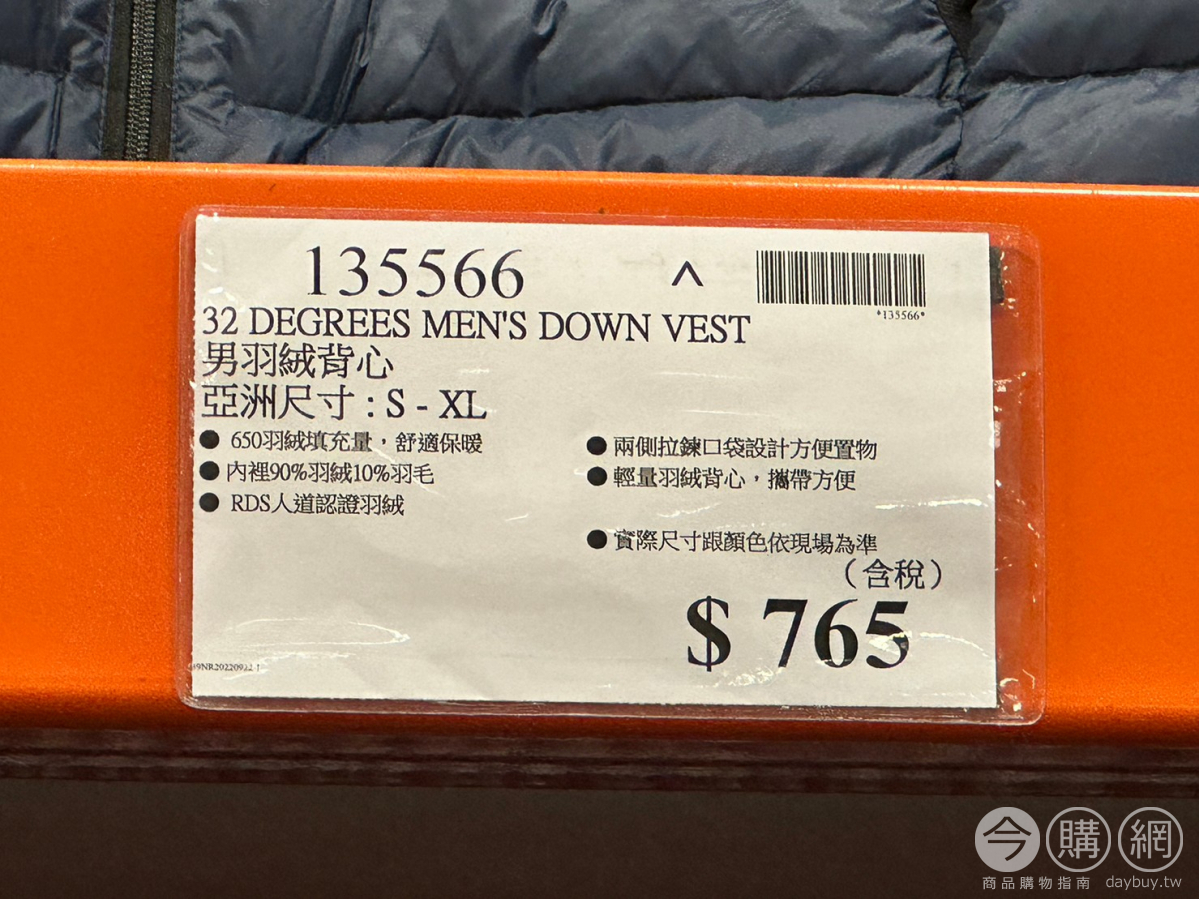 135566
^
*135566*
32 DEGREES MEN'S DOWN VEST
男羽絨背心
亞洲尺寸 : S - XL
● 650羽絨填充量，舒適保暖
● 內裡90%羽絨10%羽毛
● RDS人道認證羽絨
● 兩側拉鍊口袋設計方便置物
● 輕量羽絨背心，攜帶方便
● 實際尺寸跟顏色依現場為準
（含稅）
$ 765
今購網
商品購物指南 daybuy.tw